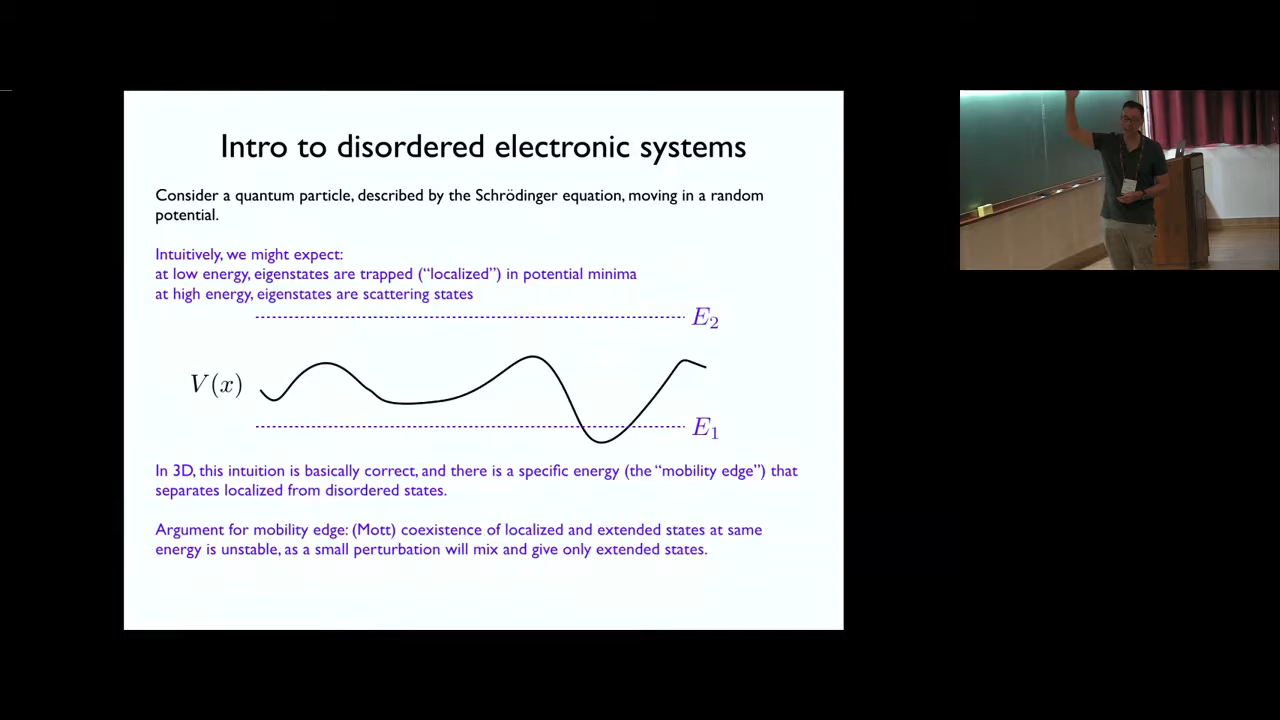 Intro to disordered electronic systems
Consider a quantum particle, described by the Schrödinger equation, moving in a random
potential.
Intuitively, we might expect:
at low energy, eigenstates are trapped (“localized”) in potential minima
at high energy, eigenstates are scattering states
E₂
V(x)
E₁
In 3D, this intuition is basically correct, and there is a specific energy (the “mobility edge”) that
separates localized from disordered states.
Argument for mobility edge: (Mott) coexistence of localized and extended states at same
energy is unstable, as a small perturbation will mix and give only extended states.